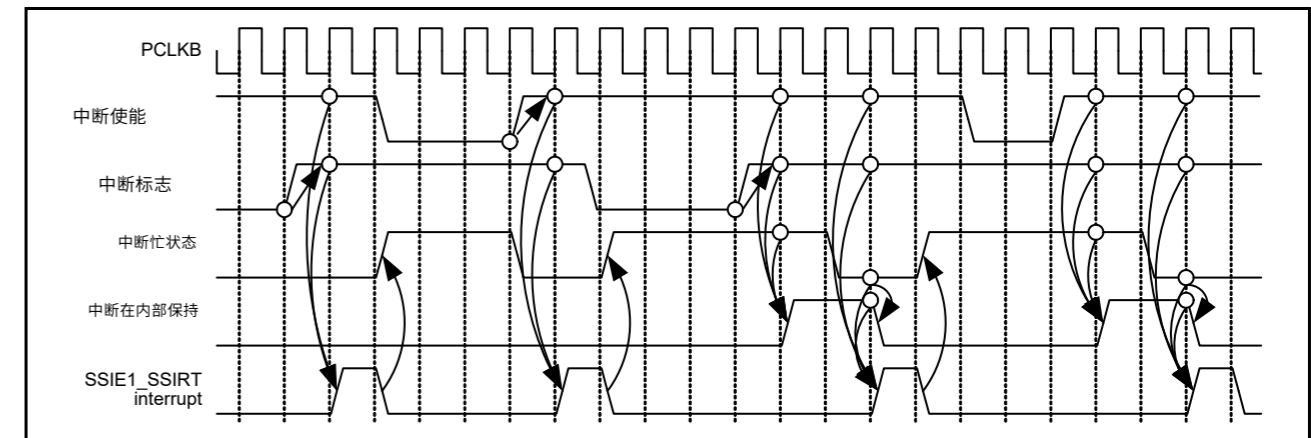 PCLKB
中断使能
中断标志
中断忙状态
中断在内部保持
SSIE1_SSIRT
interrupt